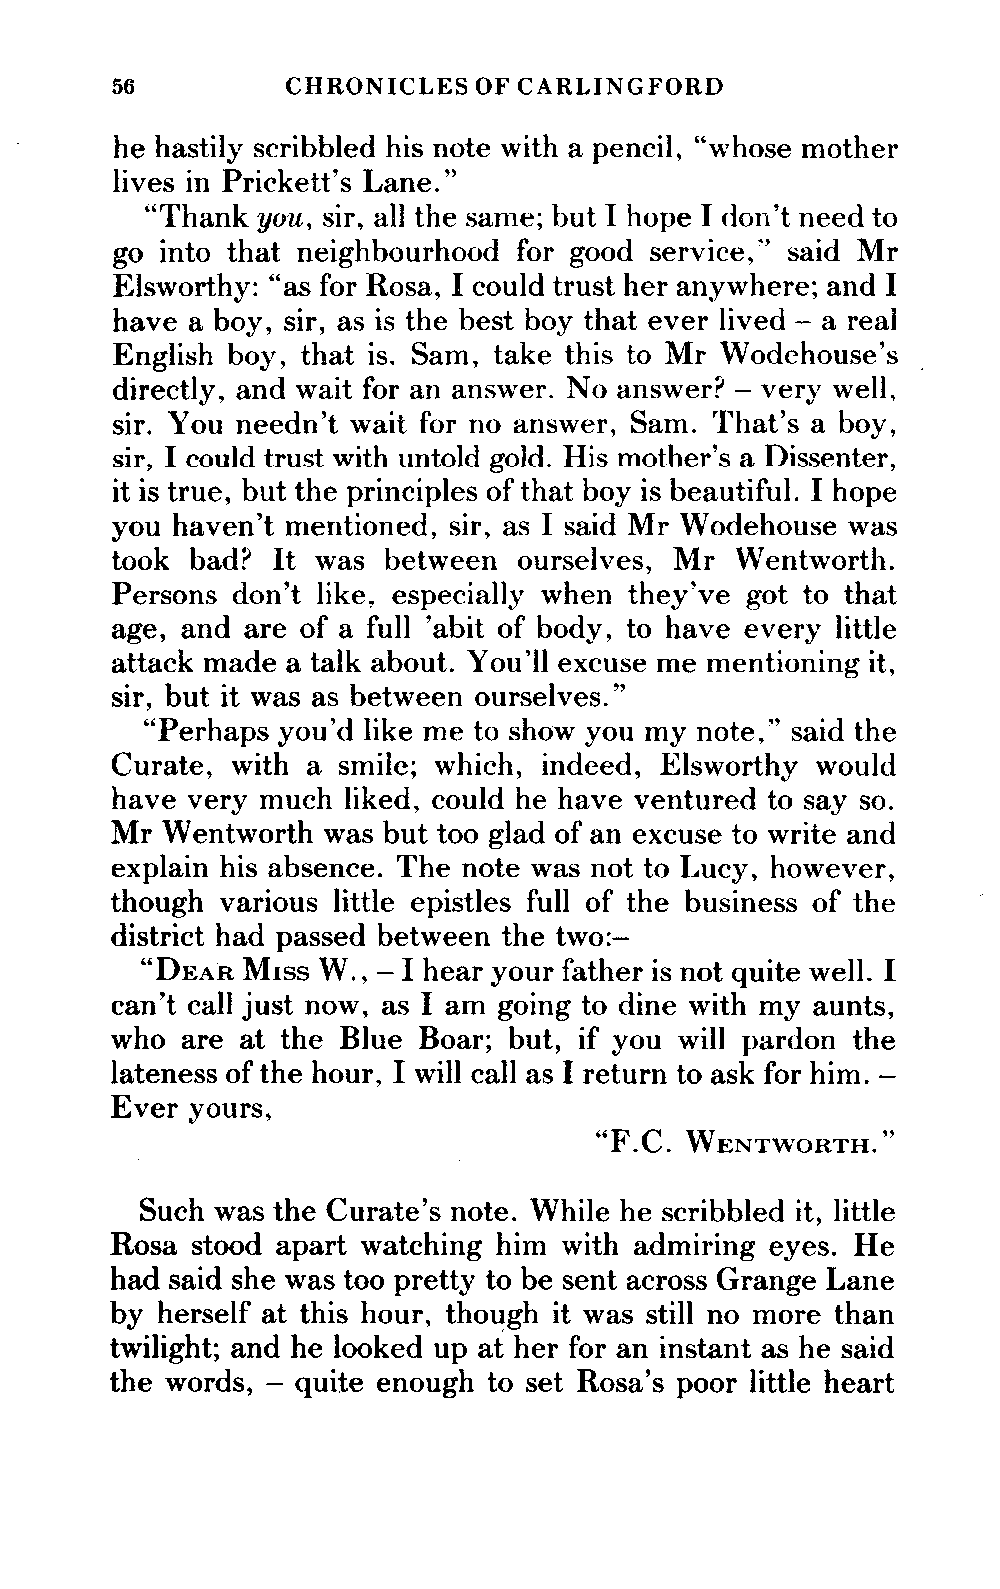 56 CHRONICLES OF CARLINGFORD
he hastily scribbled his note with a pencil, “whose mother
lives in Prickett’s Lane.”
“Thank you, sir, all the same; but I hope I don’t need to
go into that neighbourhood for good service,” said Mr
Elsworthy: “as for Rosa, I could trust her anywhere; and I
have a boy, sir, as is the best boy that ever lived – a real
English boy, that is. Sam, take this to Mr Wodehouse’s
directly, and wait for an answer. No answer? – very well,
sir. You needn’t wait for no answer, Sam. That’s a boy,
sir, I could trust with untold gold. His mother’s a Dissenter,
it is true, but the principles of that boy is beautiful. I hope
you haven’t mentioned, sir, as I said Mr Wodehouse was
took bad? It was between ourselves, Mr Wentworth.
Persons don’t like, especially when they’ve got to that
age, and are of a full ’abit of body, to have every little
attack made a talk about. You’ll excuse me mentioning it,
sir, but it was as between ourselves.”
“Perhaps you’d like me to show you my note,” said the
Curate, with a smile; which, indeed, Elsworthy would
have very much liked, could he have ventured to say so.
Mr Wentworth was but too glad of an excuse to write and
explain his absence. The note was not to Lucy, however,
though various little epistles full of the business of the
district had passed between the two:–
“DEAR MISS W., – I hear your father is not quite well. I
can’t call just now, as I am going to dine with my aunts,
who are at the Blue Boar; but, if you will pardon the
lateness of the hour, I will call as I return to ask for him. –
Ever yours,
“F.C. WENTWORTH.”
Such was the Curate’s note. While he scribbled it, little
Rosa stood apart watching him with admiring eyes. He
had said she was too pretty to be sent across Grange Lane
by herself at this hour, though it was still no more than
twilight; and he looked up at her for an instant as he said
the words, – quite enough to set Rosa’s poor little heart